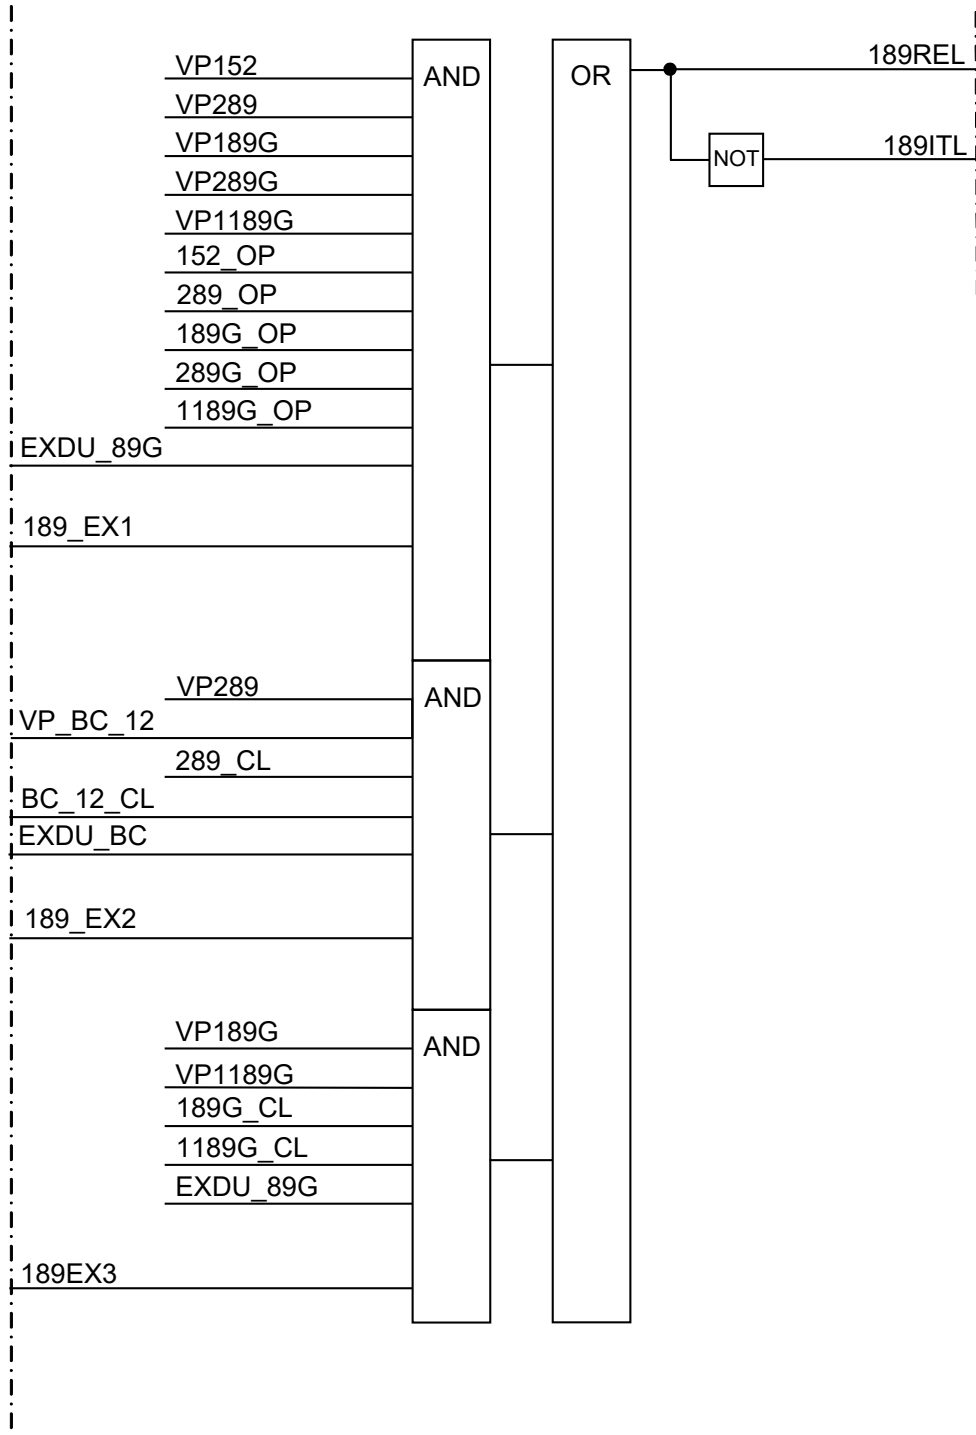 VP152
AND
OR
189REL
VP289
VP189G
NOT
189ITL
VP289G
VP1189G
152_OP
289_OP
189G_OP
289G_OP
1189G_OP
EXDU_89G
189_EX1
VP289
AND
VP_BC_12
289_CL
BC_12_CL
EXDU_BC
189_EX2
VP189G
AND
VP1189G
189G_CL
1189G_CL
EXDU_89G
189EX3